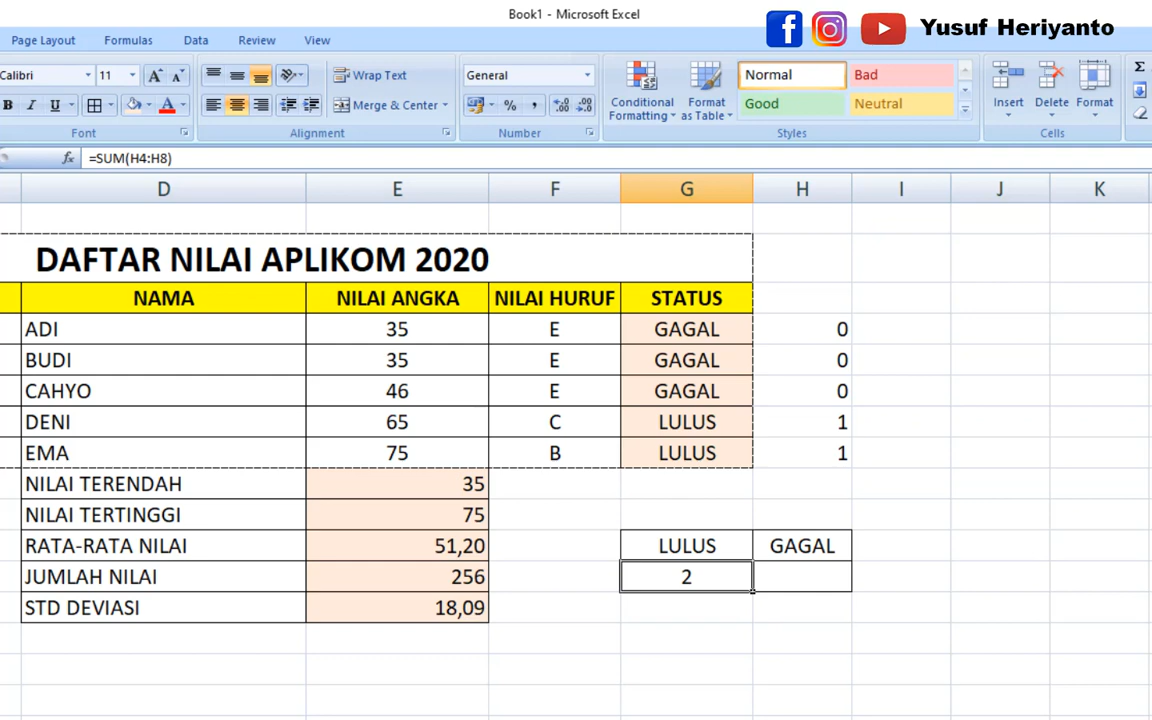 Book1 - Microsoft Excel
Yusuf Heriyanto
Page Layout Formulas Data Review View
Calibri 11 A A Wrap Text General Normal Bad
B I U A Merge & Center % , Conditional Formatting Format as Table Good Neutral Insert Delete Format Σ
Font Alignment Number Styles Cells
fx =SUM(H4:H8)
D E F G H I J K
DAFTAR NILAI APLIKOM 2020
NAMA NILAI ANGKA NILAI HURUF STATUS
ADI 35 E GAGAL 0
BUDI 35 E GAGAL 0
CAHYO 46 E GAGAL 0
DENI 65 C LULUS 1
EMA 75 B LULUS 1
NILAI TERENDAH 35
NILAI TERTINGGI 75
RATA-RATA NILAI 51,20 LULUS GAGAL
JUMLAH NILAI 256 2
STD DEVIASI 18,09